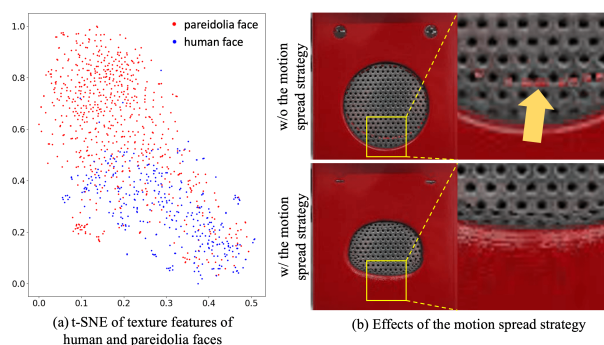 pareidolia face
human face
1.0
0.8
0.6
0.4
0.2
0.0
0.0
0.1
0.2
0.3
0.4
0.5
(a) t-SNE of texture features of
human and pareidolia faces
w/o the motion
spread strategy
w/ the motion
spread strategy
(b) Effects of the motion spread strategy